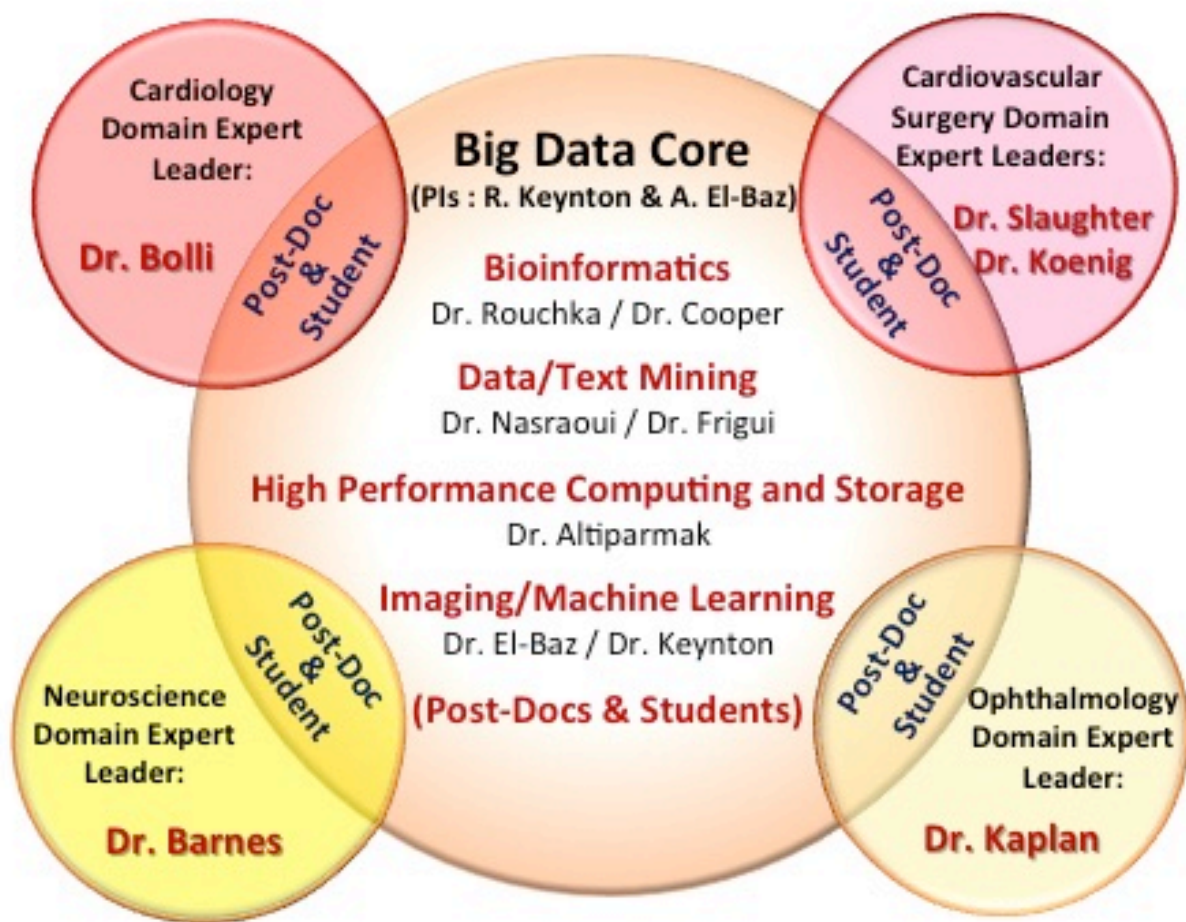 Cardiology
Domain Expert
Leader:
Dr. Bolli
Post-Doc
&
Student
Cardiovascular
Surgery Domain
Expert Leaders:
Dr. Slaughter
Dr. Koenig
Post-Doc
&
Student
Big Data Core
(PIs : R. Keynton & A. El-Baz)
Bioinformatics
Dr. Rouchka / Dr. Cooper
Data/Text Mining
Dr. Nasraoui / Dr. Frigui
High Performance Computing and Storage
Dr. Altiparmak
Imaging/Machine Learning
Dr. El-Baz / Dr. Keynton
(Post-Docs & Students)
Post-Doc
&
Student
Neuroscience
Domain Expert
Leader:
Dr. Barnes
Post-Doc
&
Student
Ophthalmology
Domain Expert
Leader:
Dr. Kaplan